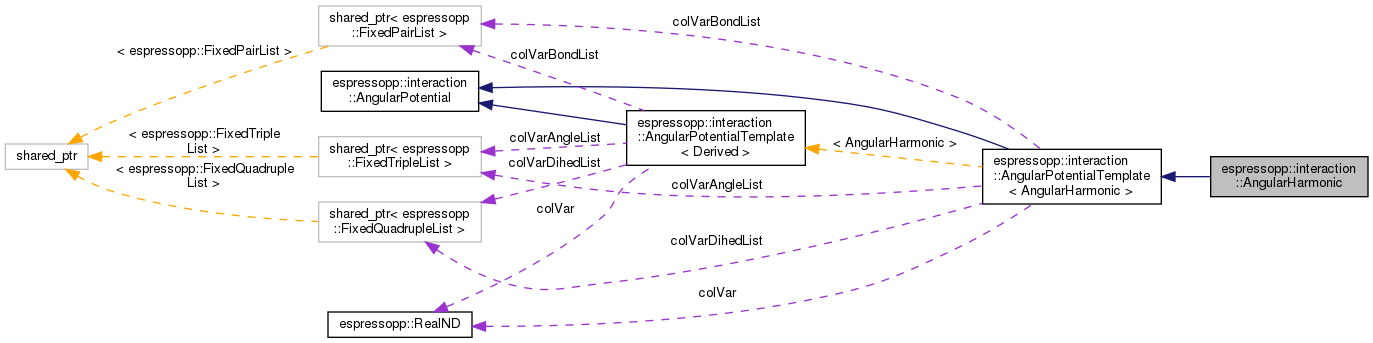 shared_ptr< espressopp
::FixedPairList >
colVarBondList
< espressopp::FixedPairList >
colVarBondList
espressopp::interaction
::AngularPotential
espressopp::interaction
::AngularPotentialTemplate
< Derived >
< espressopp::FixedTriple
List >
shared_ptr< espressopp
::FixedTripleList >
colVarAngleList
< AngularHarmonic >
shared_ptr
< espressopp::FixedQuadruple
List >
colVarDihedList
colVarAngleList
espressopp::interaction
::AngularPotentialTemplate
< AngularHarmonic >
espressopp::interaction
::AngularHarmonic
shared_ptr< espressopp
::FixedQuadrupleList >
colVar
colVarDihedList
colVar
espressopp::RealND